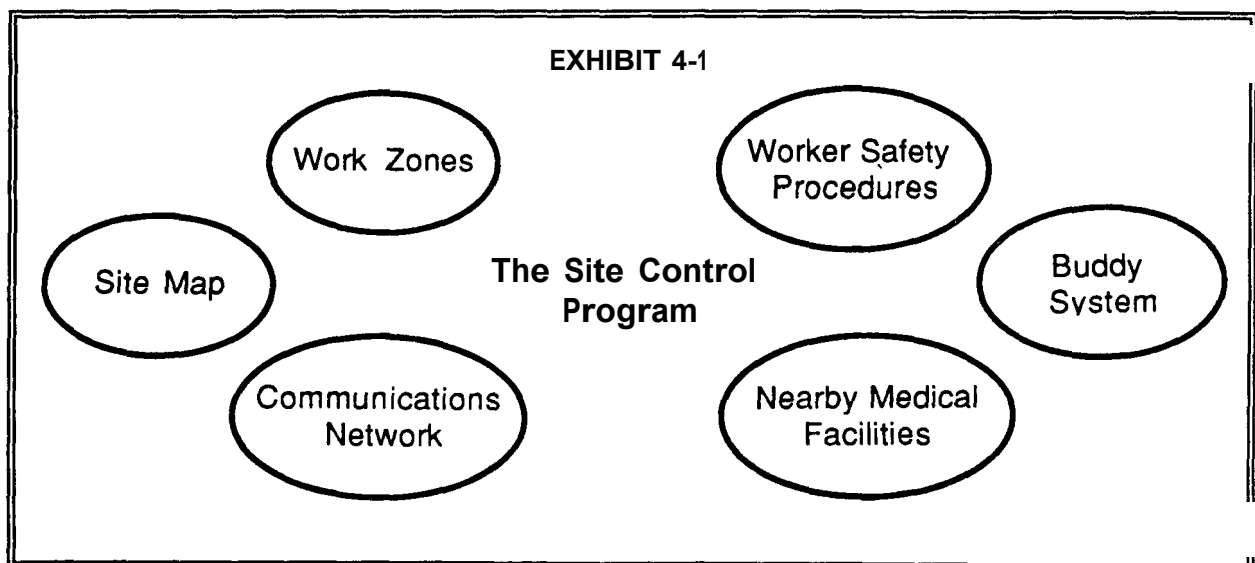 EXHIBIT 4-1
Work Zones
Worker Safety
Procedures
Site Map
The Site Control
Program
Buddy
System
Communications
Network
Nearby Medical
Facilities